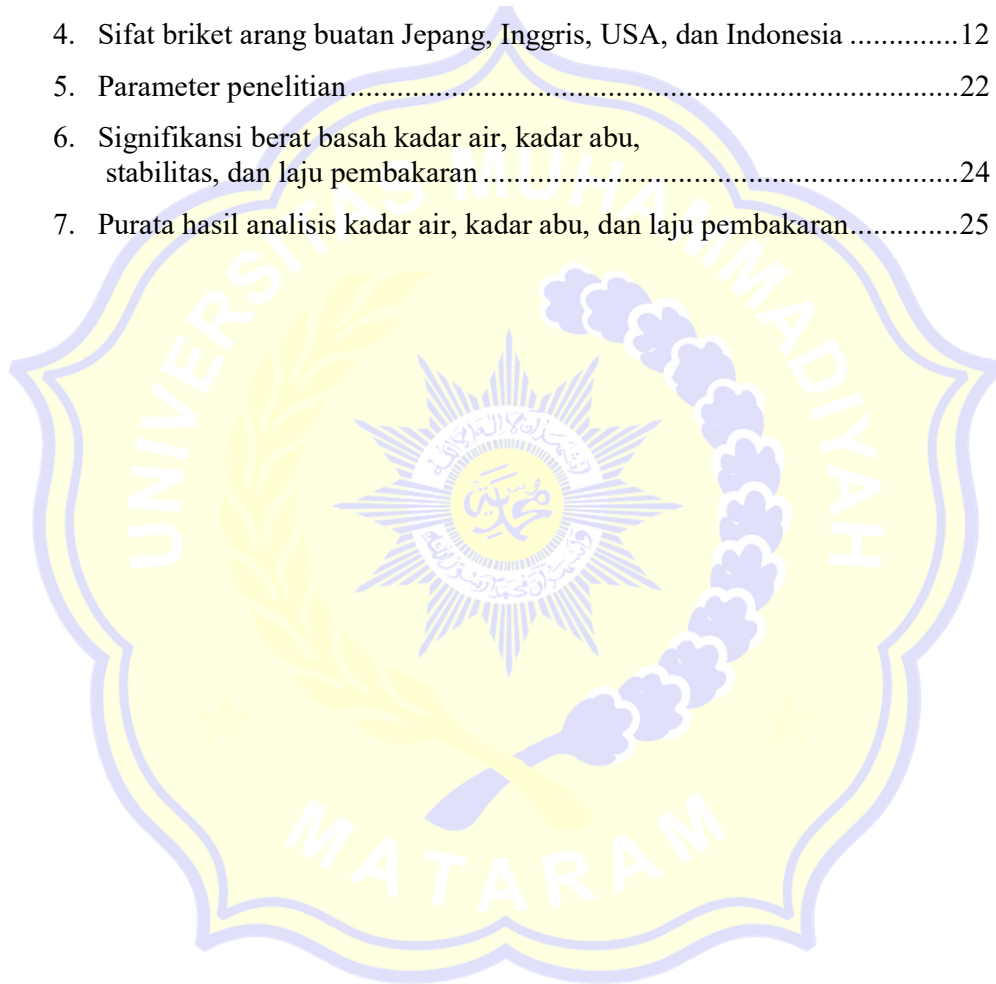 4. Sifat briket arang buatan Jepang, Inggris, USA, dan Indonesia ..............12
5. Parameter penelitian..........................................................................................22
6. Signifikansi berat basah kadar air, kadar abu,
stabilitas, dan laju pembakaran .......................................................................24
7. Purata hasil analisis kadar air, kadar abu, dan laju pembakaran..............25
UNIVERSITAS MUHAMMADIYAH
MATARAM